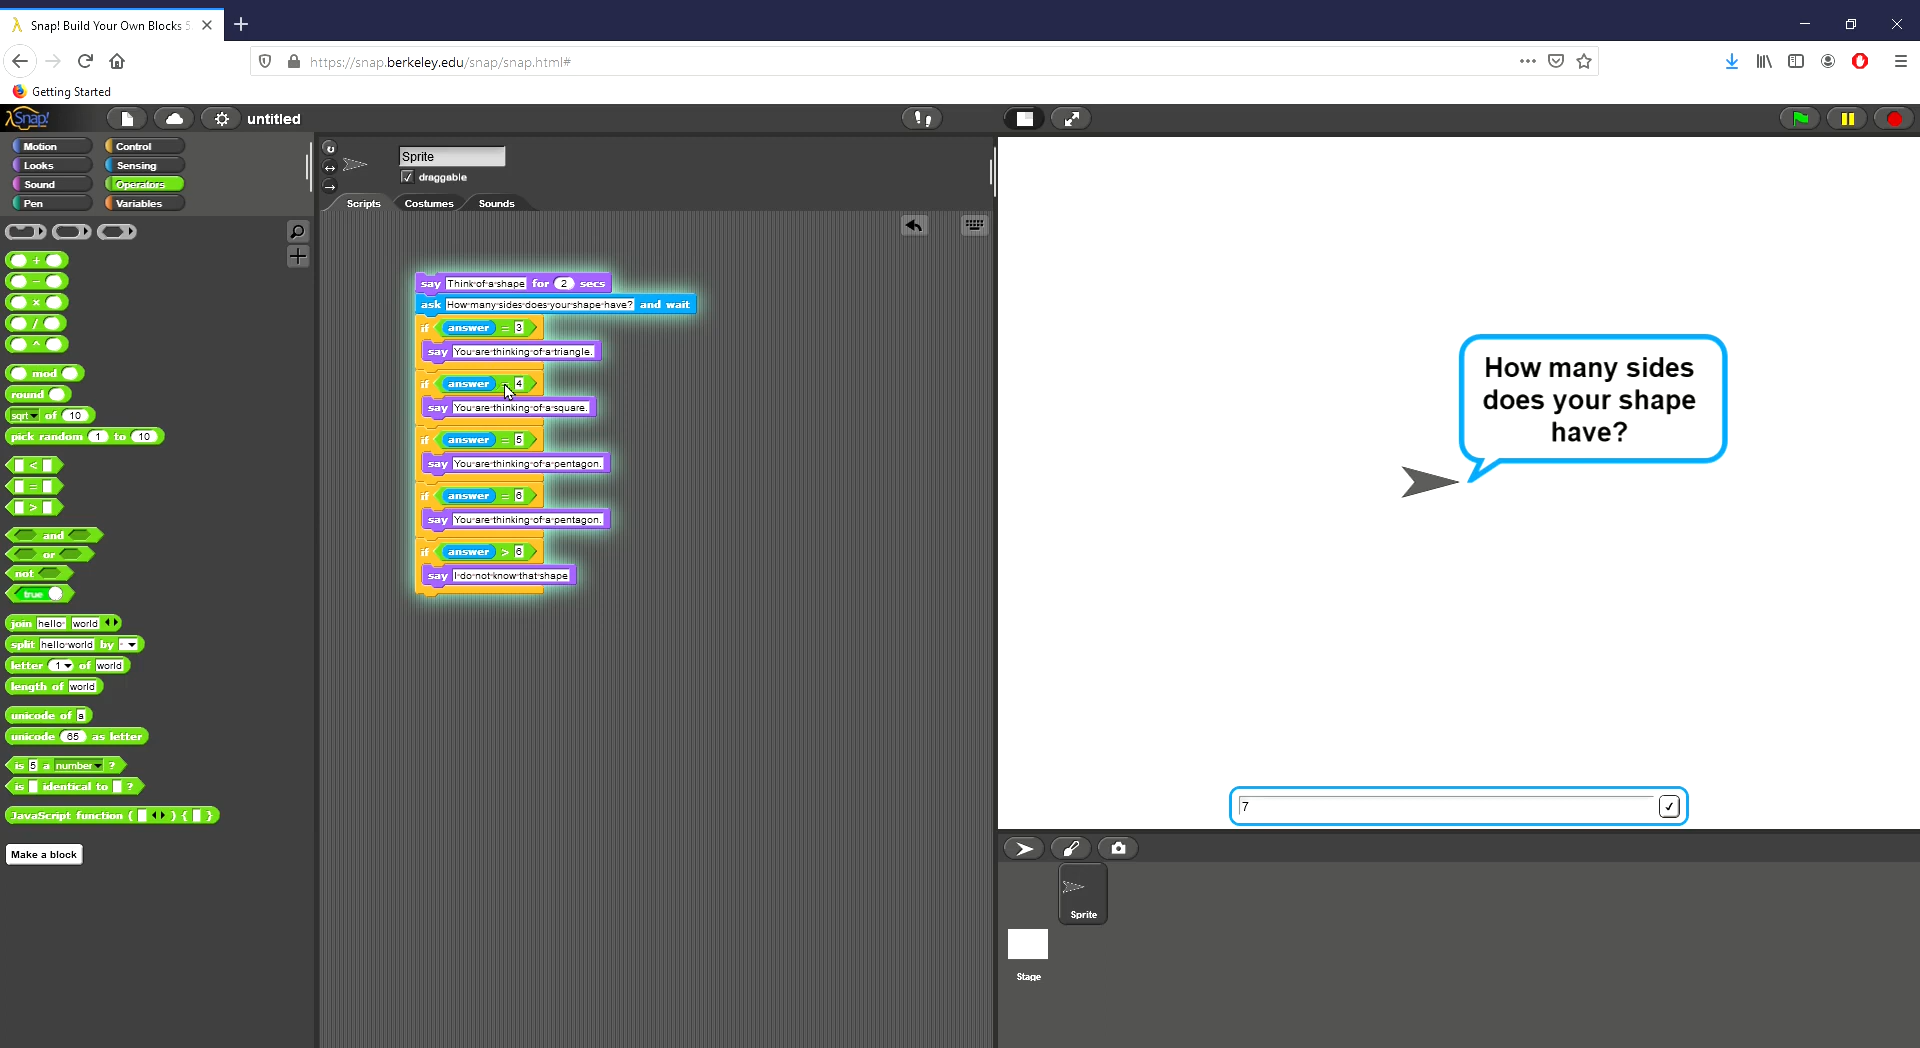 Snap! Build Your Own Blocks 5
https://snap.berkeley.edu/snap/snap.html#
Getting Started
Snap!
untitled
Motion
Control
Looks
Sensing
Sound
Operators
Pen
Variables
Sprite
draggable
Scripts
Costumes
Sounds
+
−
×
/
^
mod
round
sqrt of 10
pick random 1 to 10
<
=
>
and
or
not
true
join hello world
split hello world by
letter 1 of world
length of world
unicode of a
unicode 65 as letter
is 5 a number ?
is identical to ?
JavaScript function ( ) { }
Make a block
say Think of a shape for 2 secs
ask How many sides does your shape have? and wait
if answer = 3
say You are thinking of a triangle.
if answer = 4
say You are thinking of a square.
if answer = 5
say You are thinking of a pentagon.
if answer = 6
say You are thinking of a pentagon.
if answer > 6
say I do not know that shape
How many sides
does your shape
have?
7
Sprite
Stage